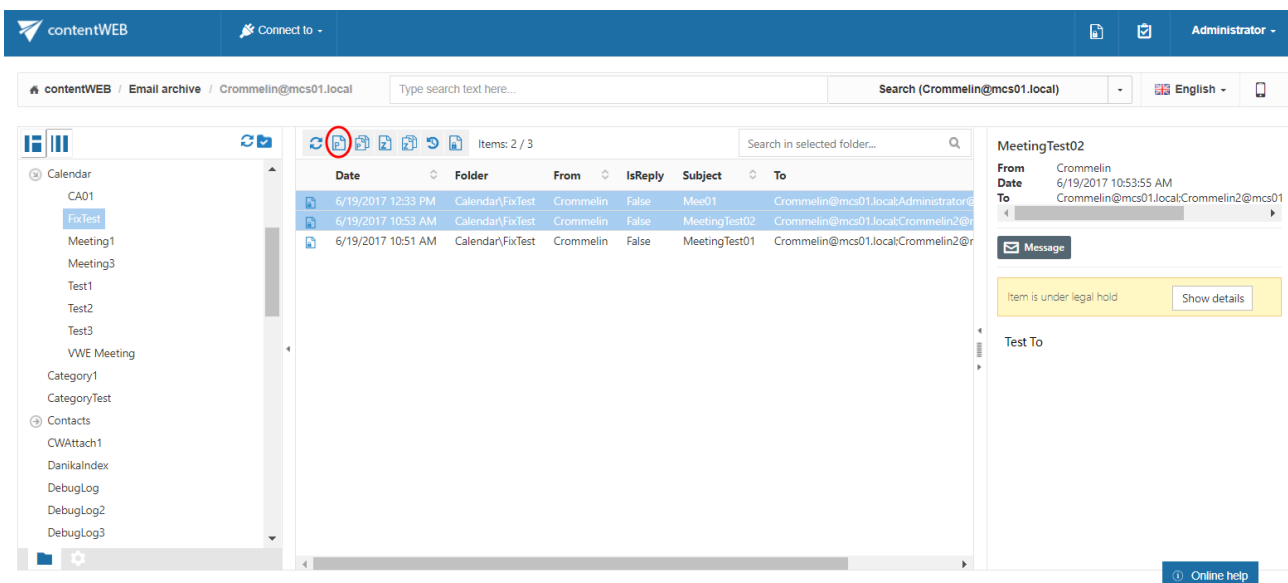 contentWEB
Connect to
Administrator
contentWEB / Email archive / Crommelin@mcs01.local
Type search text here...
Search (Crommelin@mcs01.local)
English
Items: 2 / 3
Search in selected folder...
Calendar
CA01
FixTest
Meeting1
Meeting3
Test1
Test2
Test3
VWE Meeting
Category1
CategoryTest
Contacts
CWAttach1
DanikaIndex
DebugLog
DebugLog2
DebugLog3
Date Folder From IsReply Subject To
6/19/2017 12:33 PM Calendar\FixTest Crommelin False Mee01 Crommelin@mcs01.local;Administrator@
6/19/2017 10:53 AM Calendar\FixTest Crommelin False MeetingTest02 Crommelin@mcs01.local;Crommelin2@
6/19/2017 10:51 AM Calendar\FixTest Crommelin False MeetingTest01 Crommelin@mcs01.local;Crommelin2@
MeetingTest02
From Crommelin
Date 6/19/2017 10:53:55 AM
To Crommelin@mcs01.local;Crommelin2@mcs01
Message
Item is under legal hold
Show details
Test To
Online help